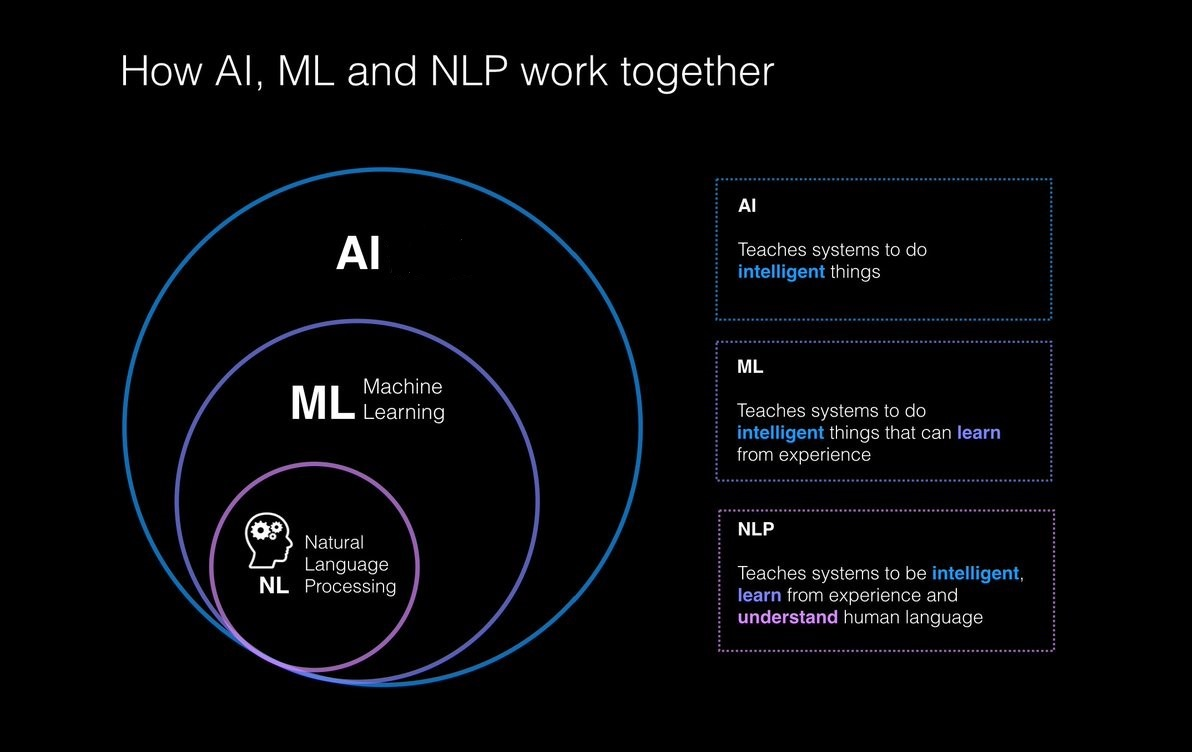 How AI, ML and NLP work together
AI
ML
Machine
Learning
NL
Natural
Language
Processing
AI
Teaches systems to do
intelligent things
ML
Teaches systems to do
intelligent things that can learn
from experience
NLP
Teaches systems to be intelligent,
learn from experience and
understand human language